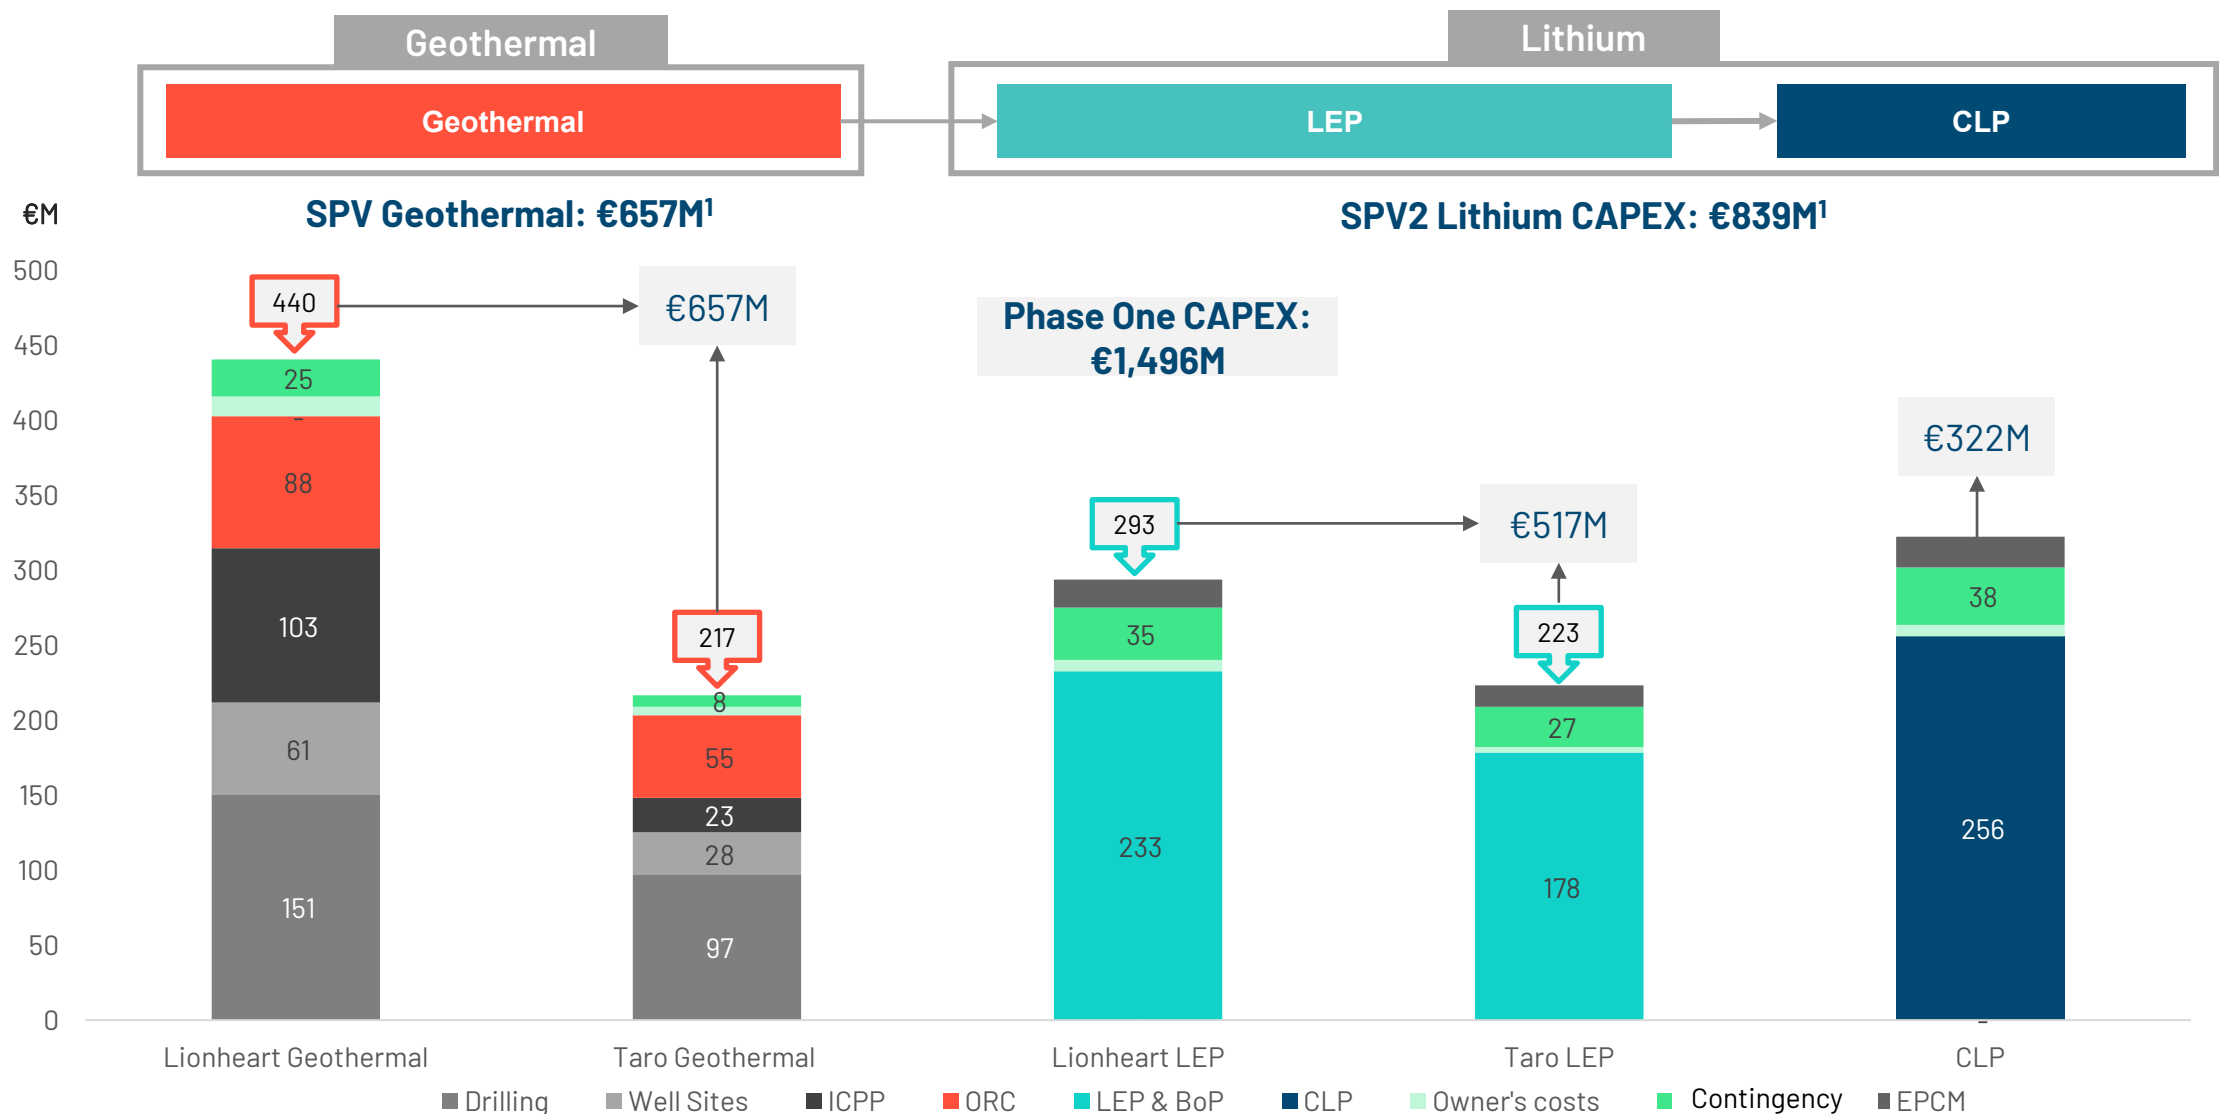 Geothermal
Lithium
Geothermal
LEP
CLP
€M
SPV Geothermal: €657M¹
SPV2 Lithium CAPEX: €839M¹
500
450
400
350
300
250
200
150
100
50
0
440
€657M
Phase One CAPEX:
€1,496M
25
-
88
103
61
151
217
8
55
23
28
97
293
€517M
35
233
223
27
178
€322M
38
256
-
Lionheart Geothermal
Taro Geothermal
Lionheart LEP
Taro LEP
CLP
Drilling
Well Sites
ICPP
ORC
LEP & BoP
CLP
Owner's costs
Contingency
EPCM